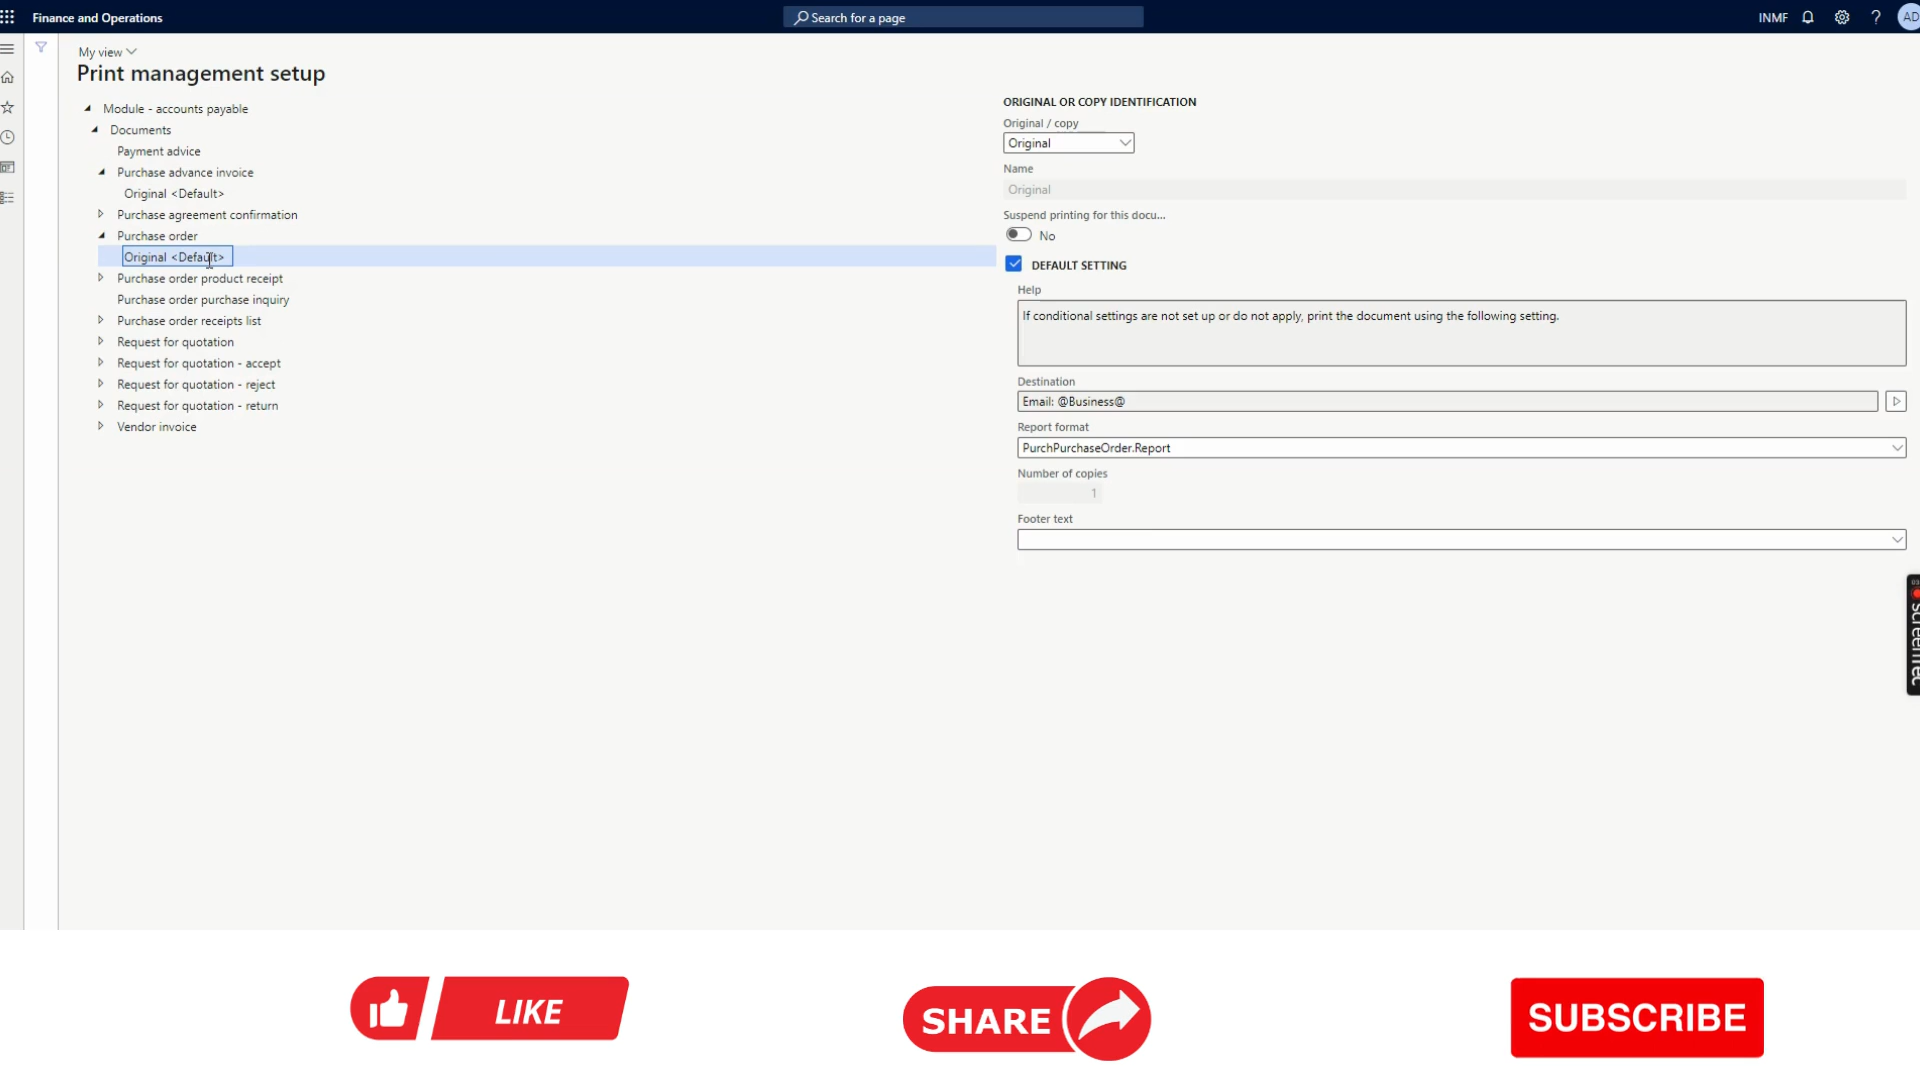 Finance and Operations
Search for a page
INMF
AD
My view
Print management setup
Module - accounts payable
Documents
Payment advice
Purchase advance invoice
Original <Default>
Purchase agreement confirmation
Purchase order
Original <Default>
Purchase order product receipt
Purchase order purchase inquiry
Purchase order receipts list
Request for quotation
Request for quotation - accept
Request for quotation - reject
Request for quotation - return
Vendor invoice
ORIGINAL OR COPY IDENTIFICATION
Original / copy
Original
Name
Original
Suspend printing for this docu...
No
DEFAULT SETTING
Help
If conditional settings are not set up or do not apply, print the document using the following setting.
Destination
Email: @Business@
Report format
PurchPurchaseOrder.Report
Number of copies
1
Footer text
LIKE
SHARE
SUBSCRIBE